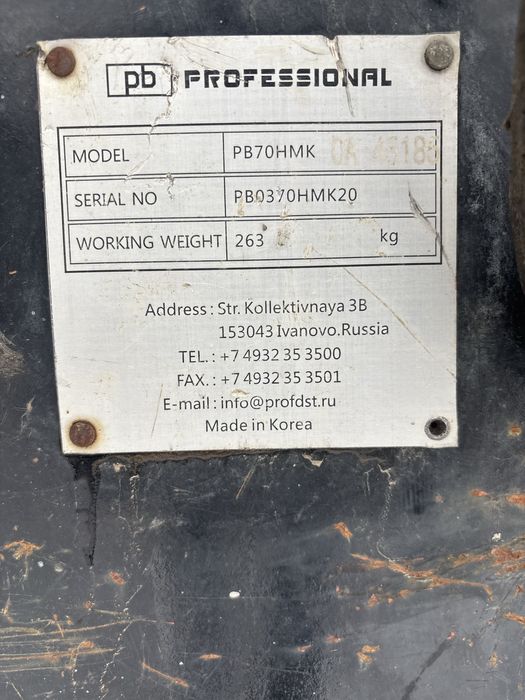 pb PROFESSIONAL
MODEL PB70HMK
SERIAL NO PB0370HMK20
WORKING WEIGHT 263 kg
Address : Str. Kollektivnaya 3B
153043 Ivanovo.Russia
TEL. : +7 4932 35 3500
FAX. : +7 4932 35 3501
E-mail : info@profdst.ru
Made in Korea